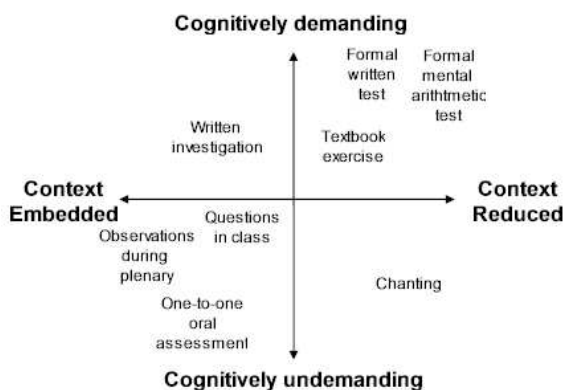 Cognitively demanding
Formal
written
test
Formal
mental
arithtmetic
test
Written
investigation
Textbook
exercise
Context
Embedded
Context
Reduced
Questions
in class
Observations
during
plenary
Chanting
One-to-one
oral
assessment
Cognitively undemanding